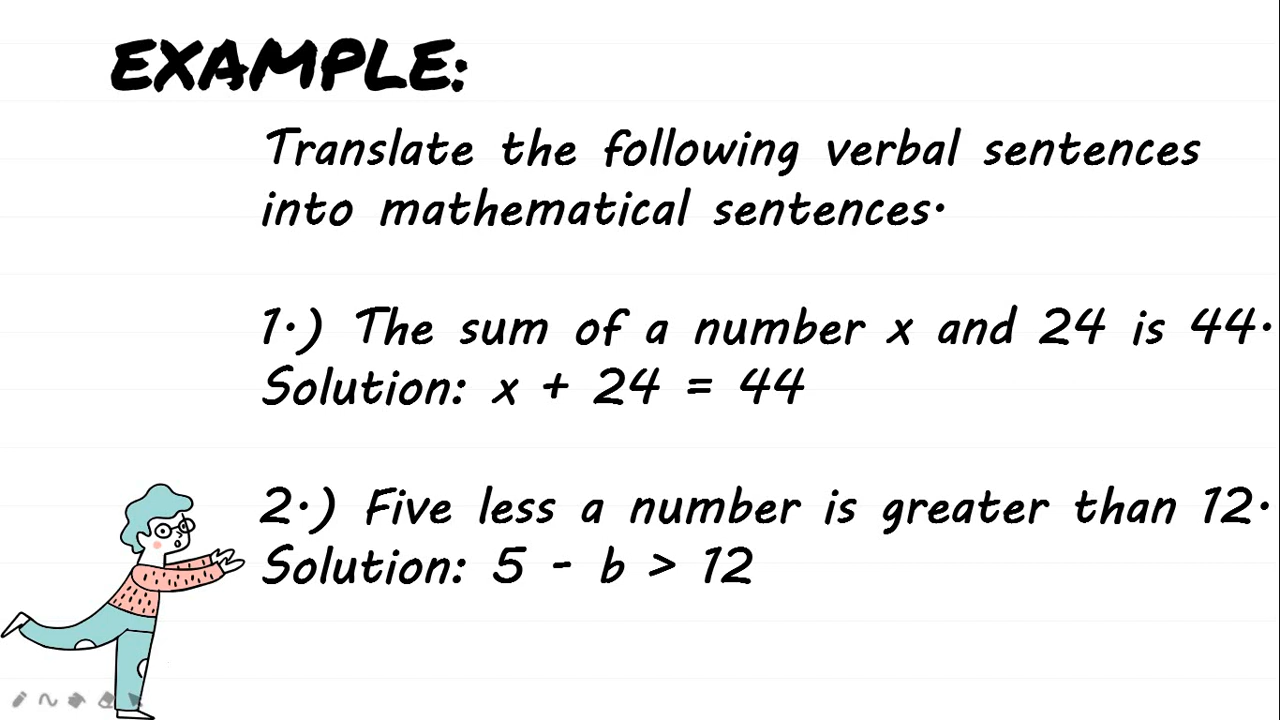 EXAMPLE:
Translate the following verbal sentences
into mathematical sentences.
1.) The sum of a number x and 24 is 44.
Solution: x + 24 = 44
2.) Five less a number is greater than 12.
Solution: 5 - b > 12